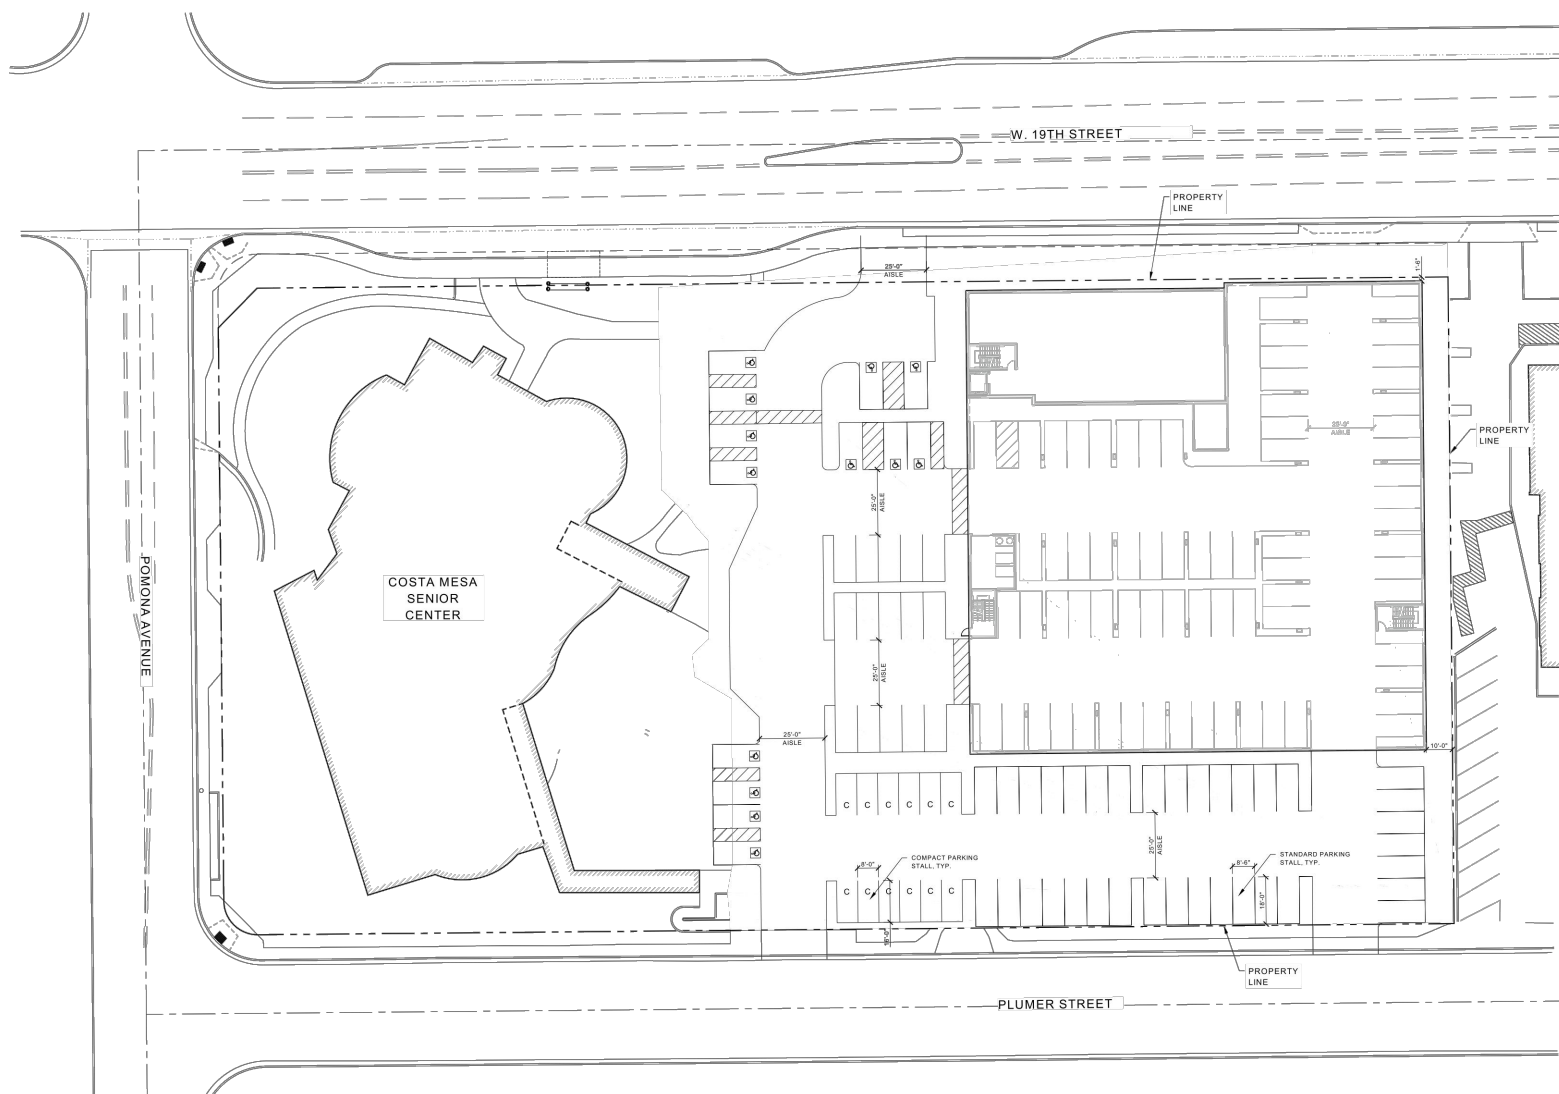 W. 19TH STREET
PROPERTY
LINE
25'-0"
AISLE
1'-6"
25'-0"
AISLE
PROPERTY
LINE
25'-0"
AISLE
POMONA AVENUE
COSTA MESA
SENIOR
CENTER
25'-0"
AISLE
25'-0"
AISLE
10'-0"
C C C C C C
25'-0"
AISLE
COMPACT PARKING
STALL, TYP.
8'-0"
STANDARD PARKING
STALL, TYP.
8'-6"
C C C C C C
18'-0"
16'-0"
PROPERTY
LINE
PLUMER STREET